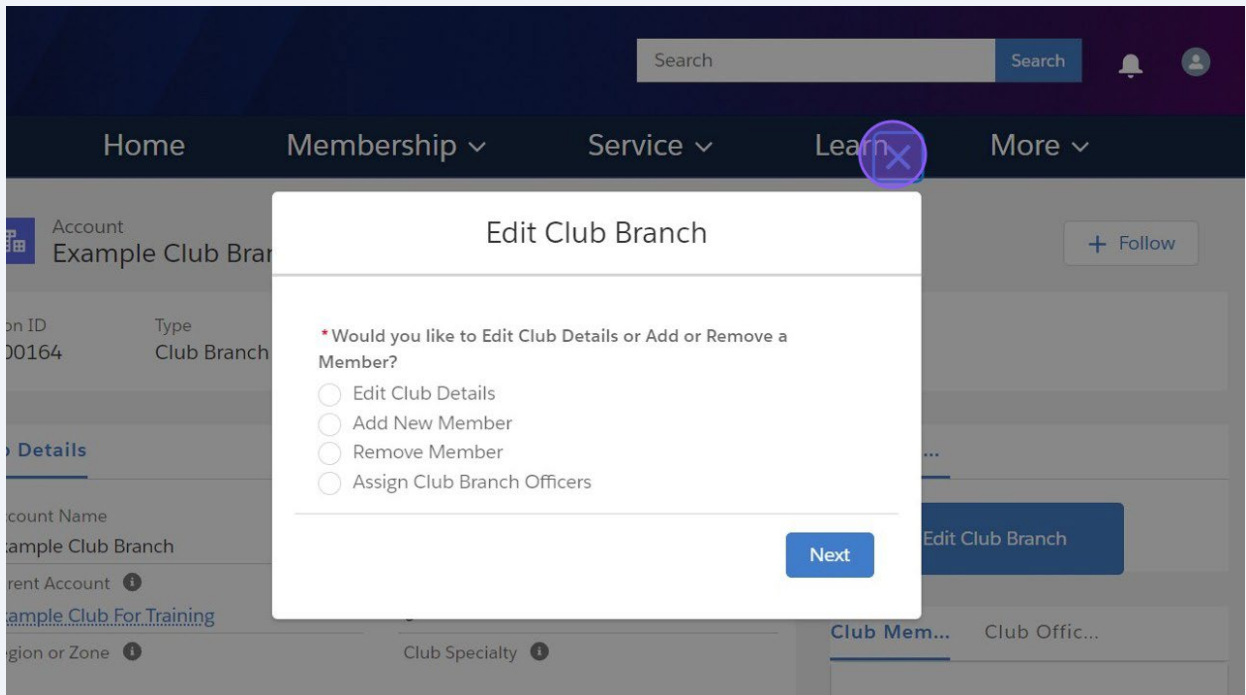 Search
Search
Home
Membership
Service
Learn
More
Account
Example Club Bran
Follow
on ID
00164
Type
Club Branch
Edit Club Branch
*Would you like to Edit Club Details or Add or Remove a
Member?
Edit Club Details
Add New Member
Remove Member
Assign Club Branch Officers
Next
Details
count Name
ample Club Branch
rent Account
ample Club For Training
egion or Zone
Club Specialty
...
Edit Club Branch
Club Mem...
Club Offic...